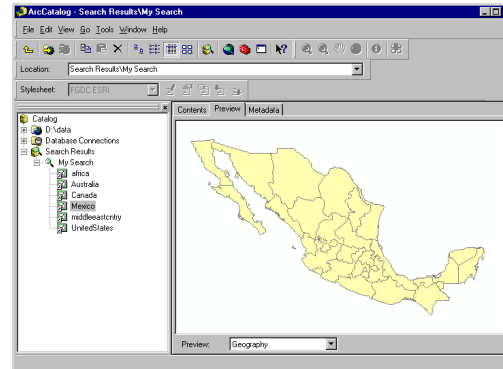 ArcCatalog - Search Results\My Search
File Edit View Go Tools Window Help
Location: Search Results\My Search
Stylesheet: FGDC ESRI
Contents Preview Metadata
Catalog
D:\data
Database Connections
Search Results
My Search
africa
Australia
Canada
Mexico
middleeastcntry
UnitedStates
Preview: Geography